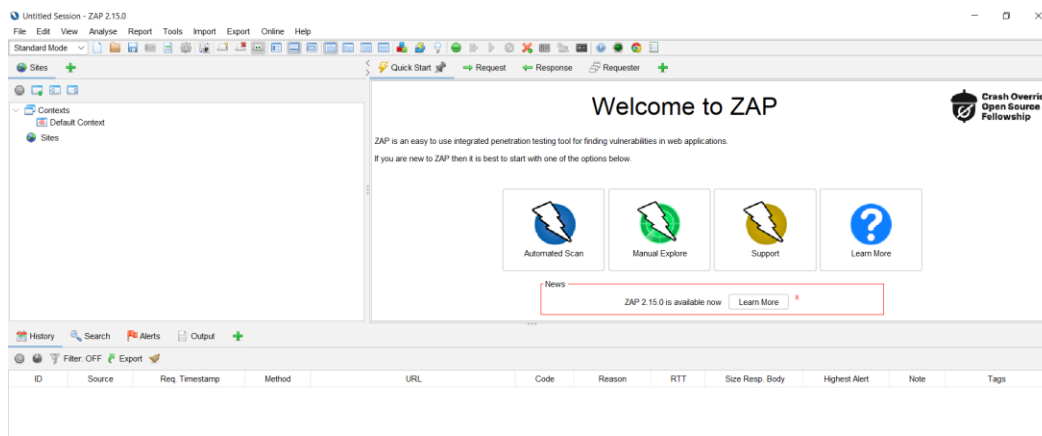 Untitled Session - ZAP 2.15.0
File Edit View Analyse Report Tools Import Export Online Help
Standard Mode
Sites
Quick Start Request Response Requester
Contexts
Default Context
Sites
Welcome to ZAP
Crash Overri
Open Source
Fellowship
ZAP is an easy to use integrated penetration testing tool for finding vulnerabilities in web applications.
If you are new to ZAP then it is best to start with one of the options below.
Automated Scan Manual Explore Support Learn More
News
ZAP 2.15.0 is available now Learn More X
History Search Alerts Output
Filter: OFF Export
ID Source Req. Timestamp Method URL Code Reason RTT Size Resp. Body Highest Alert Note Tags